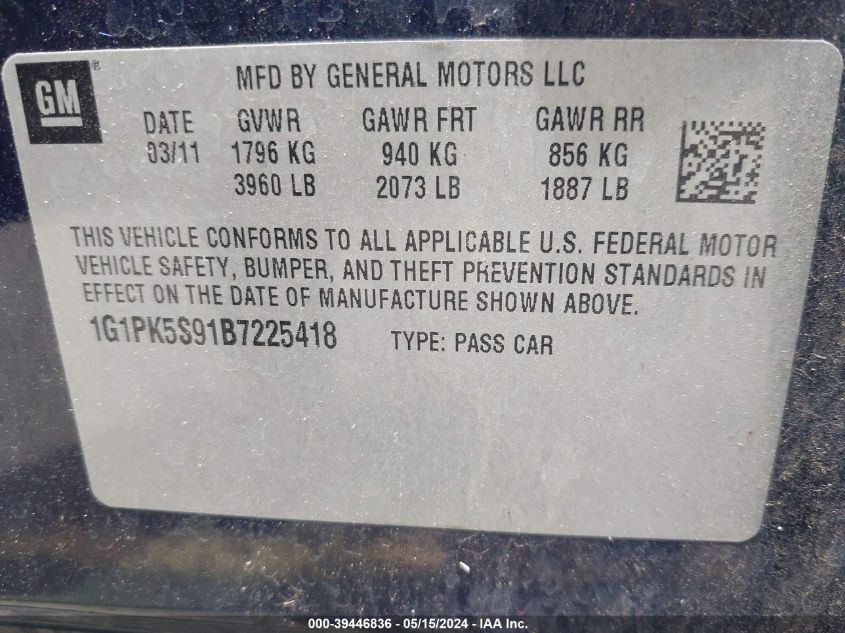 GM®
MFD BY GENERAL MOTORS LLC
DATE GVWR GAWR FRT GAWR RR
03/11 1796 KG 940 KG 856 KG
3960 LB 2073 LB 1887 LB
THIS VEHICLE CONFORMS TO ALL APPLICABLE U.S. FEDERAL MOTOR
VEHICLE SAFETY, BUMPER, AND THEFT PREVENTION STANDARDS IN
EFFECT ON THE DATE OF MANUFACTURE SHOWN ABOVE.
1G1PK5S91B7225418 TYPE: PASS CAR
000-39446836 - 05/15/2024 - IAA Inc.